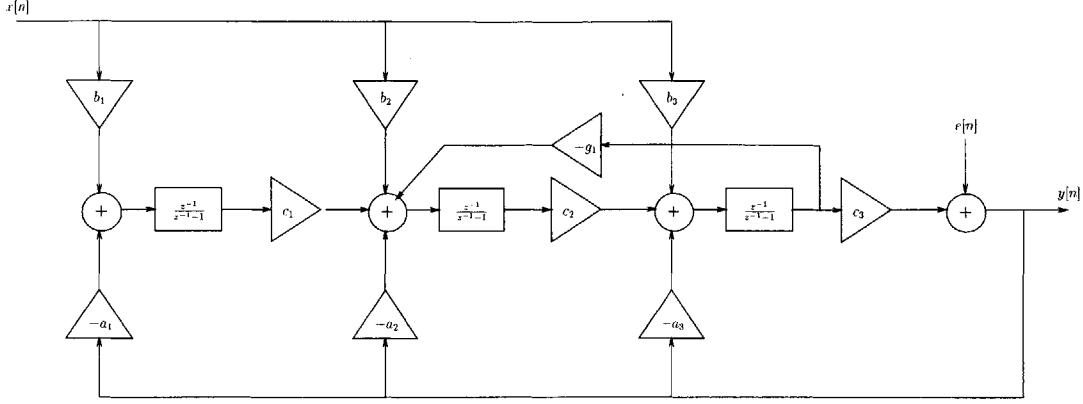 x[n]
b₁
b₂
b₃
−g₁
e[n]
+
z⁻¹/(z⁻¹−1)
c₁
+
z⁻¹/(z⁻¹−1)
c₂
+
z⁻¹/(z⁻¹−1)
c₃
+
y[n]
−a₁
−a₂
−a₃